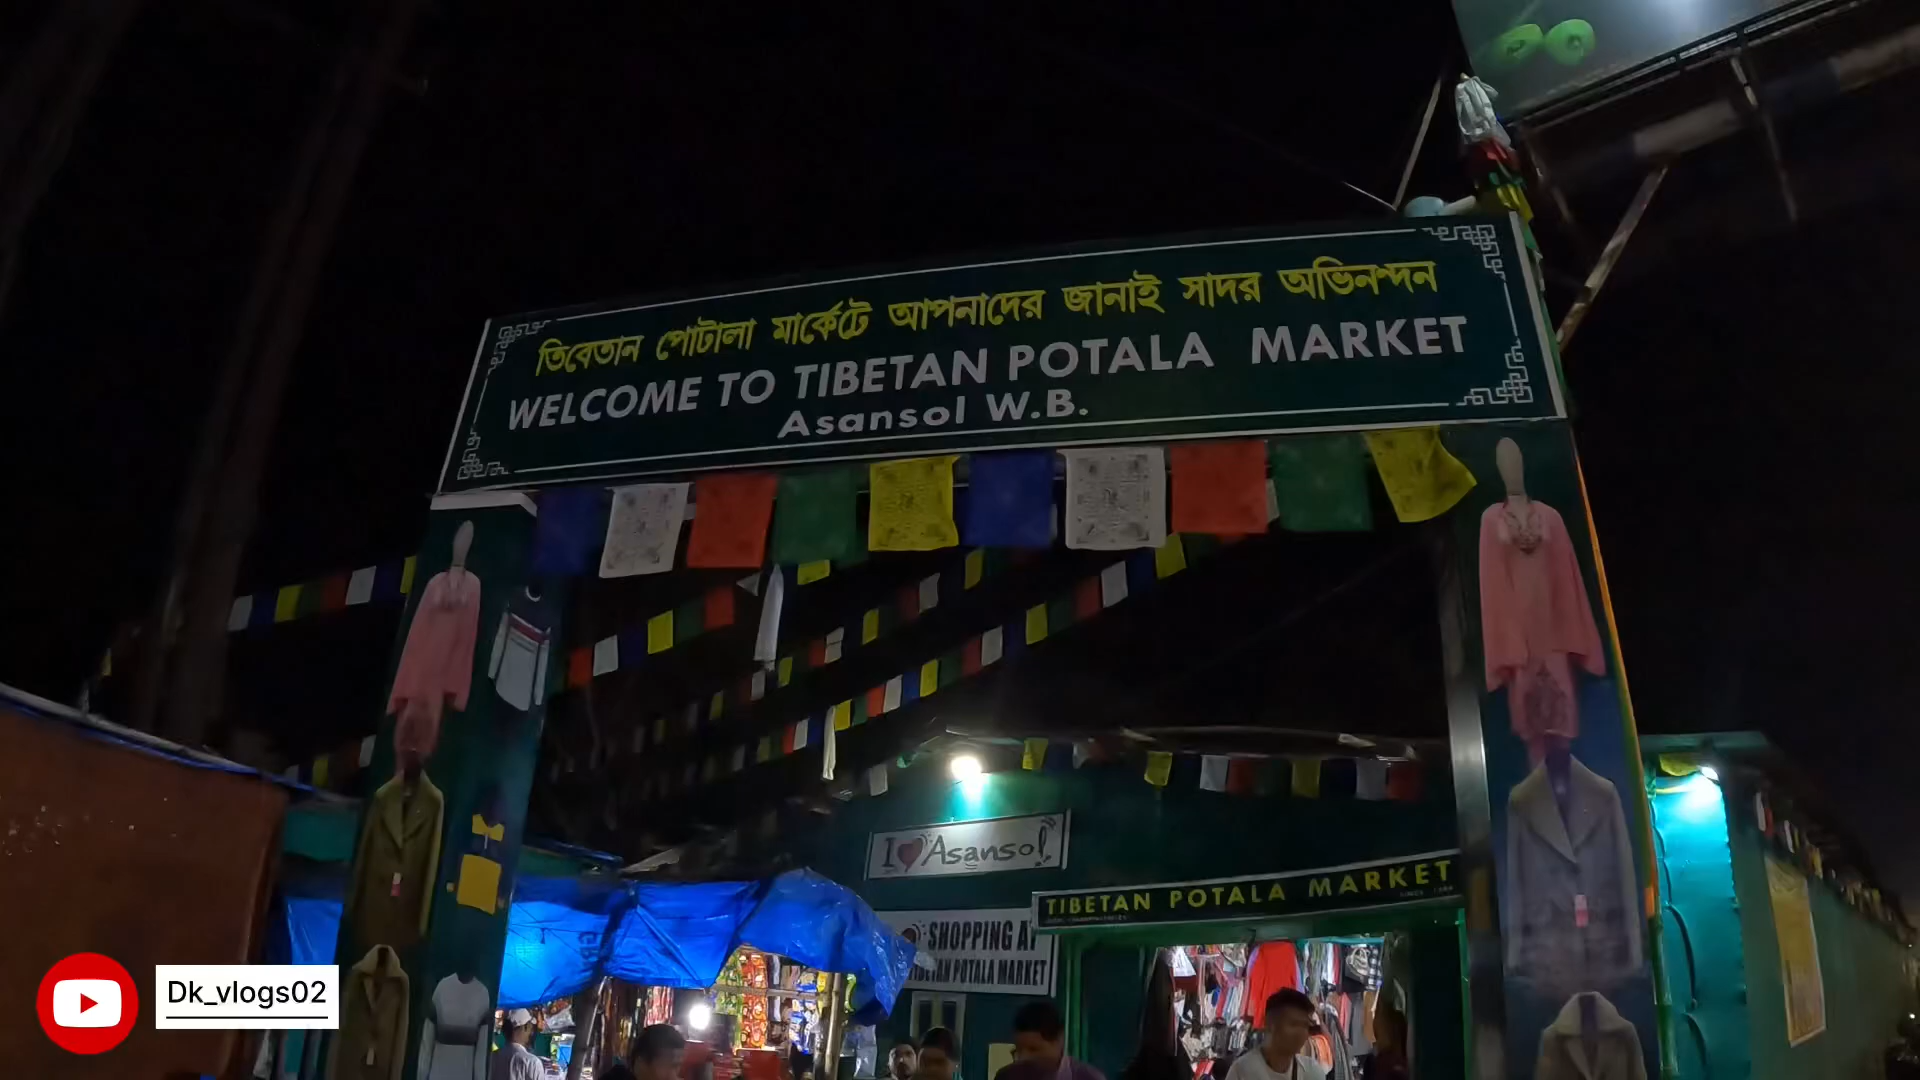 তিবেতান পোটালা মার্কেটে আপনাদের জানাই সাদর অভিনন্দন
WELCOME TO TIBETAN POTALA MARKET
Asansol W.B.
I Asansol
TIBETAN POTALA MARKET
SHOPPING AT
TIBETAN POTALA MARKET
Dk_vlogs02